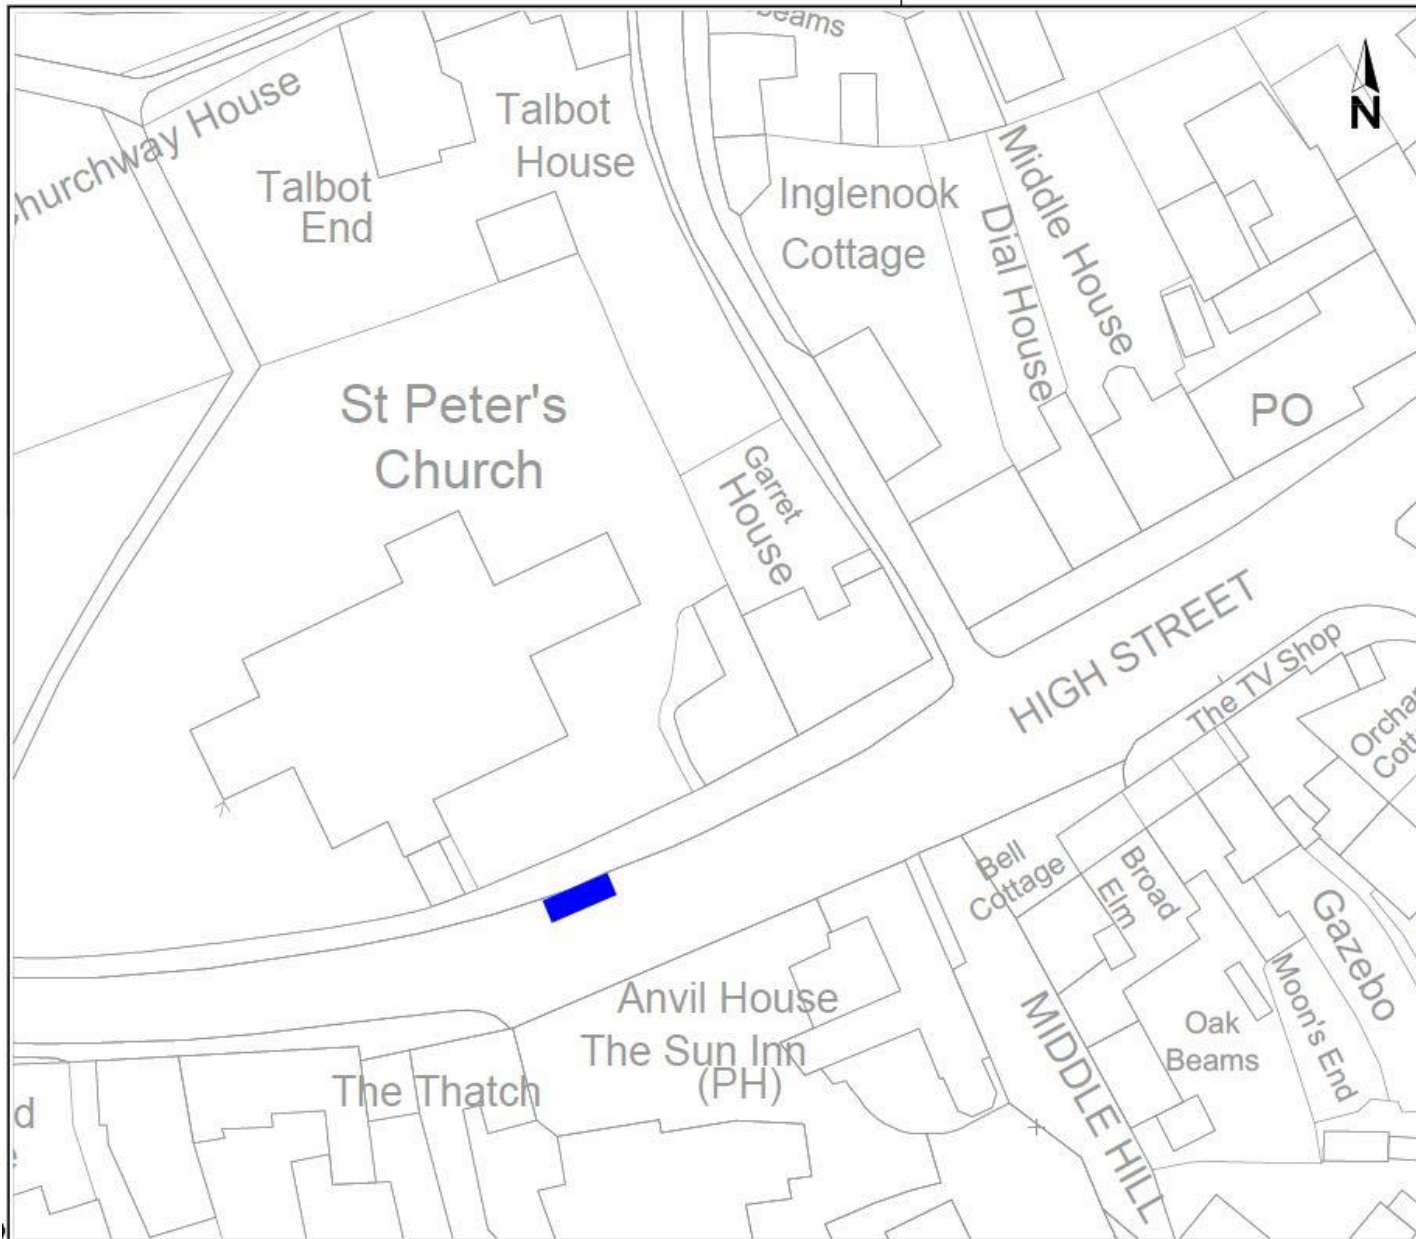 beams
Churchway House
Talbot
House
Talbot
End
Inglenook
Cottage
Middle House
Dial House
N
St Peter's
Church
PO
Garret
House
HIGH STREET
The TV Shop
Bell
Cottage
Broad
Elm
Gazebo
Anvil House
The Sun Inn
(PH)
MIDDLE HILL
Oak
Beams
Moon's End
The Thatch
d